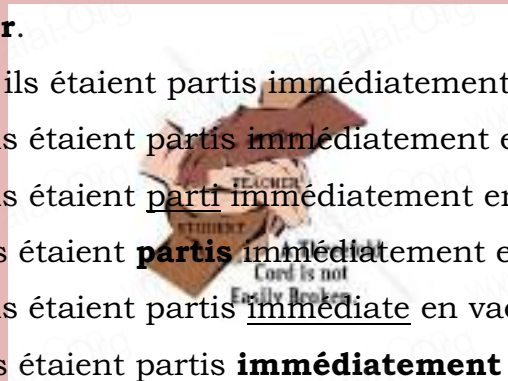 r.
ils étaient partis immédiatement
s étaient partis immédiatement e
s étaient parti immédiatement en
TEACHER
s étaient partis immédiatement e
STUDENT
Cord is not
Easily Broken
s étaient partis immédiate en vac
s étaient partis immédiatement